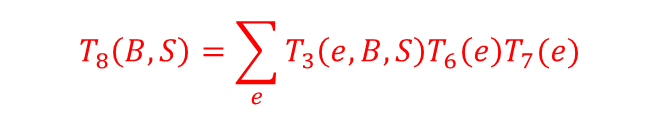 T₈(B, S) = ∑ₑ T₃(e, B, S)T₆(e)T₇(e)